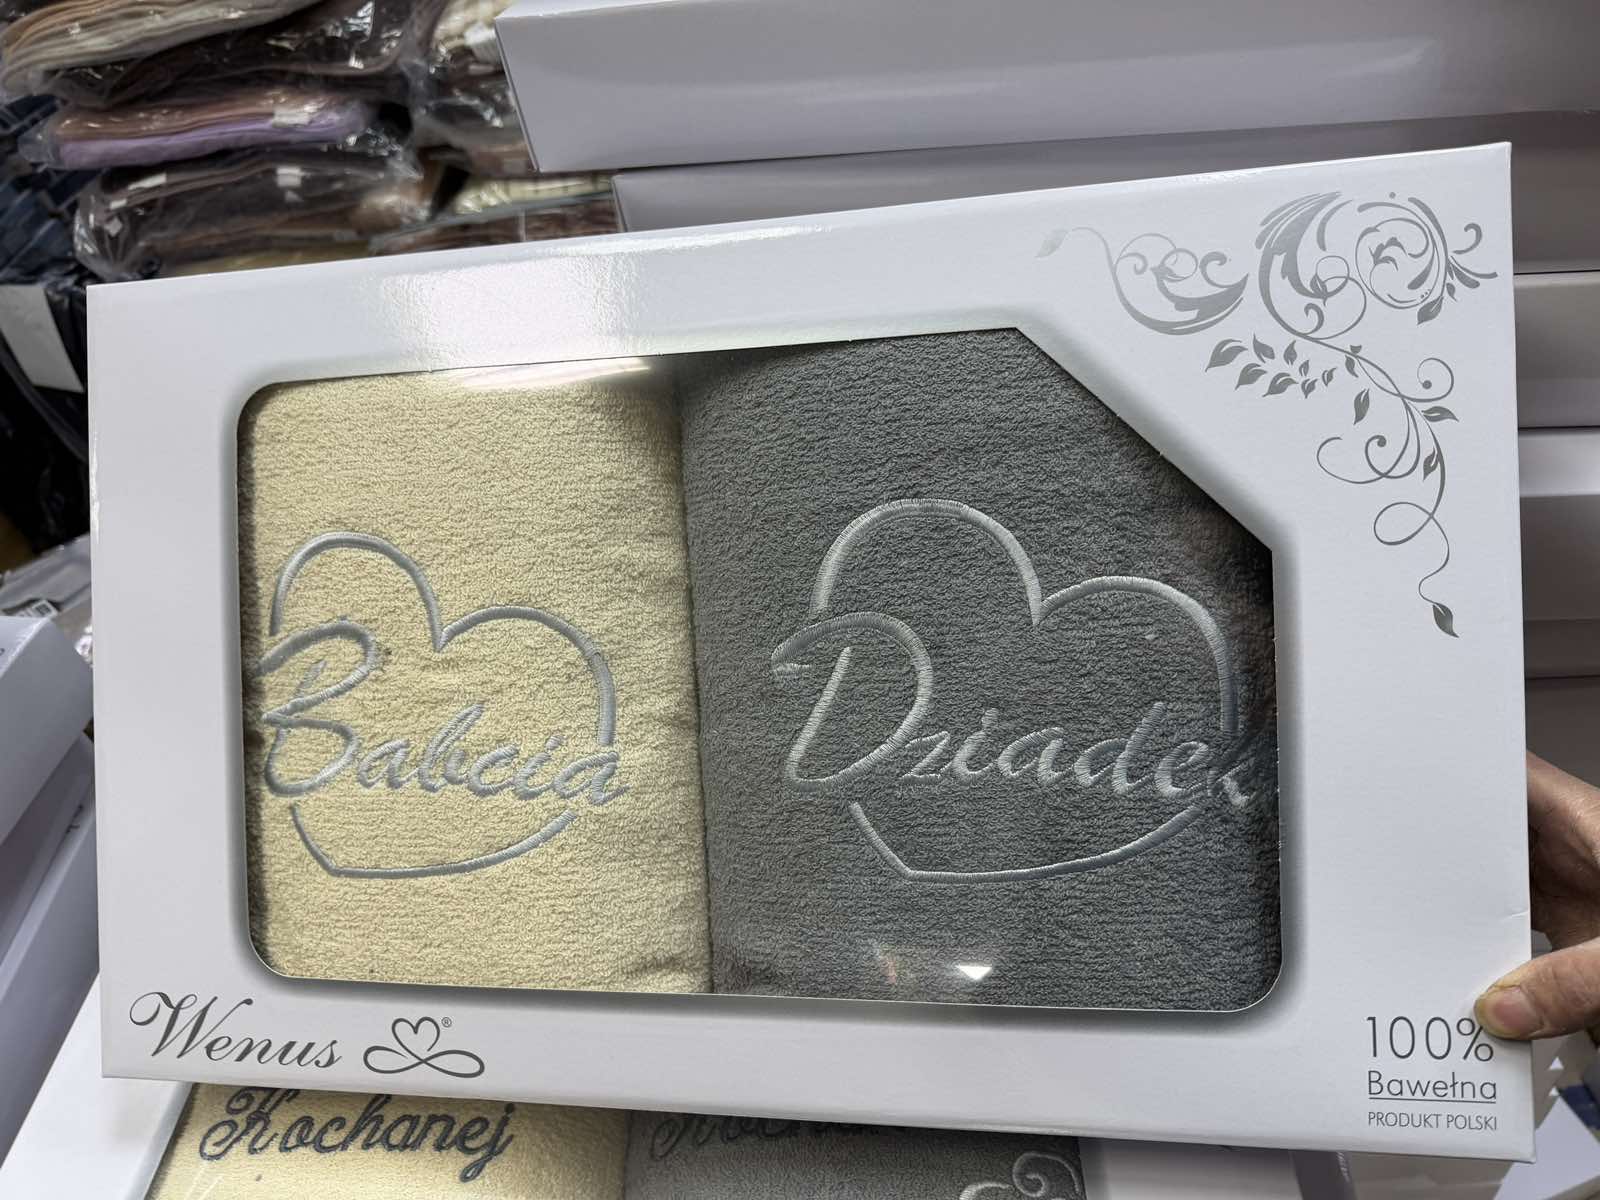 Babcia
Dziadek
Wenus ®
100%
Bawełna
PRODUKT POLSKI
Kochanej